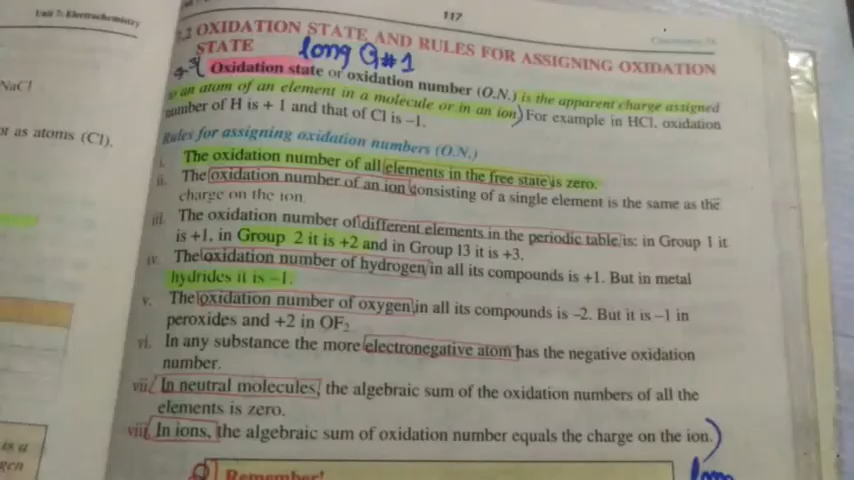 Unit 7: Electrochemistry
117
7.2 OXIDATION STATE AND RULES FOR ASSIGNING OXIDATION
STATE
long Q#1
Oxidation state or oxidation number (O.N.) is the apparent charge assigned
to an atom of an element in a molecule or in an ion) For example in HCl, oxidation
number of H is + 1 and that of Cl is –1.
Rules for assigning oxidation numbers (O.N.)
i. The oxidation number of all elements in the free state is zero.
ii. The oxidation number of an ion consisting of a single element is the same as the
charge on the ion.
iii. The oxidation number of different elements in the periodic table is: in Group 1 it
is +1, in Group 2 it is +2 and in Group 13 it is +3.
iv. The oxidation number of hydrogen in all its compounds is +1. But in metal
hydrides it is –1.
v. The oxidation number of oxygen in all its compounds is –2. But it is –1 in
peroxides and +2 in OF2
vi. In any substance the more electronegative atom has the negative oxidation
number.
vii. In neutral molecules, the algebraic sum of the oxidation numbers of all the
elements is zero.
viii. In ions, the algebraic sum of oxidation number equals the charge on the ion.)
Remember!
NaCl
as atoms (Cl).
is a